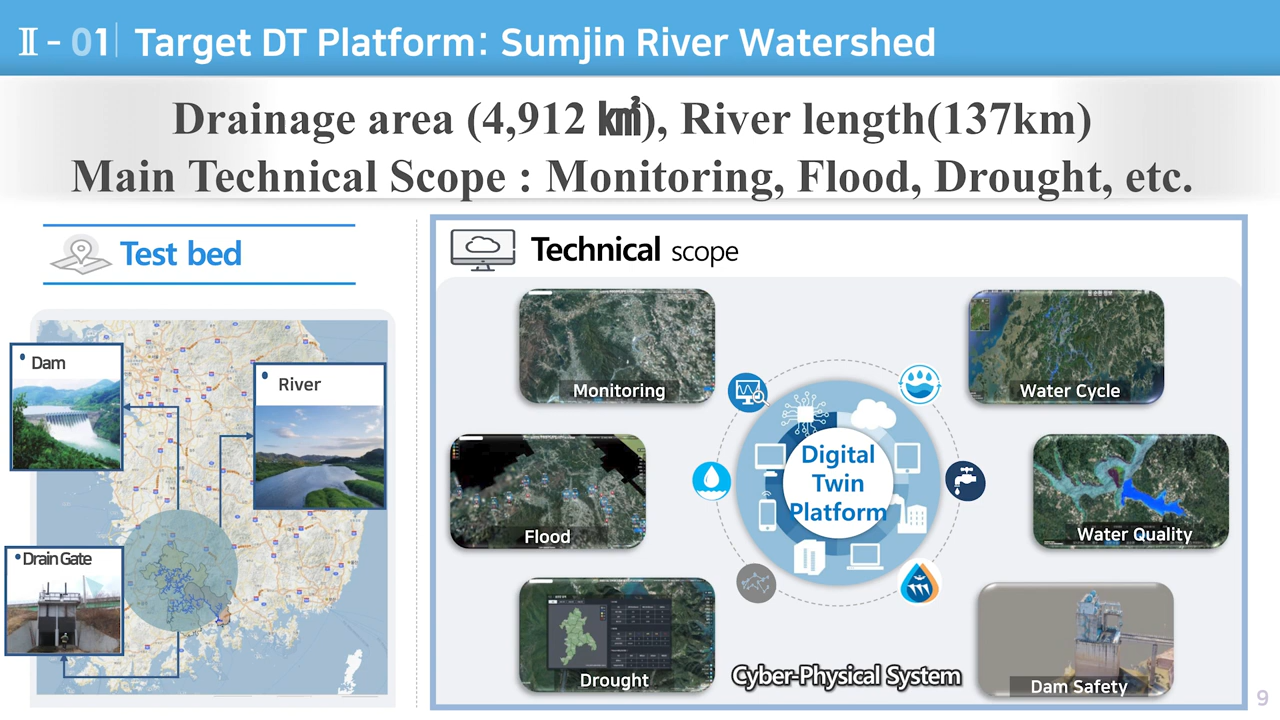 Ⅱ - 01 Target DT Platform: Sumjin River Watershed
Drainage area (4,912 ㎢), River length(137km)
Main Technical Scope : Monitoring, Flood, Drought, etc.
Test bed
• Dam
• River
• Drain Gate
Technical scope
Monitoring
Water Cycle
Flood
Digital
Twin
Platform
Water Quality
Drought
Cyber-Physical System
Dam Safety
9